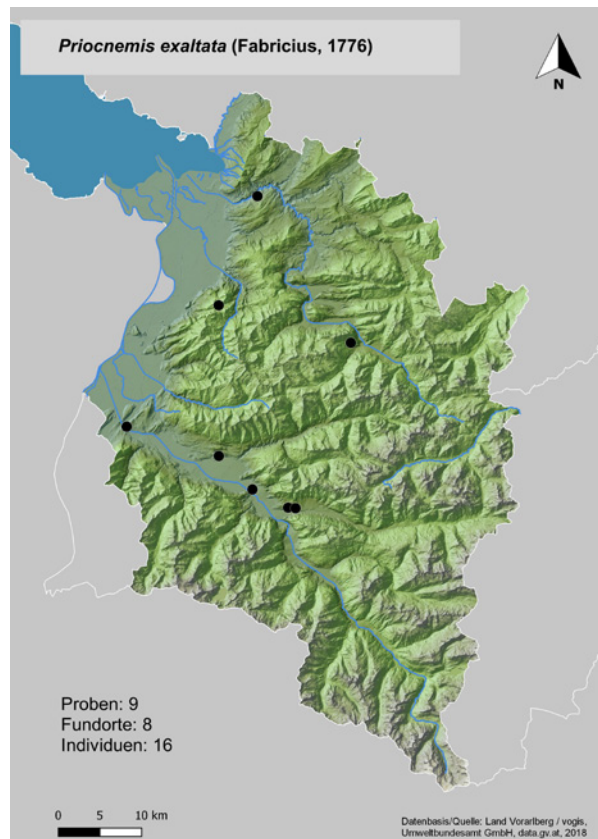 Priocnemis exaltata (Fabricius, 1776)
N
Proben: 9
Fundorte: 8
Individuen: 16
0 5 10 km
Datenbasis/Quelle: Land Vorarlberg / vogis,
Umweltbundesamt GmbH, data.gv.at, 2018